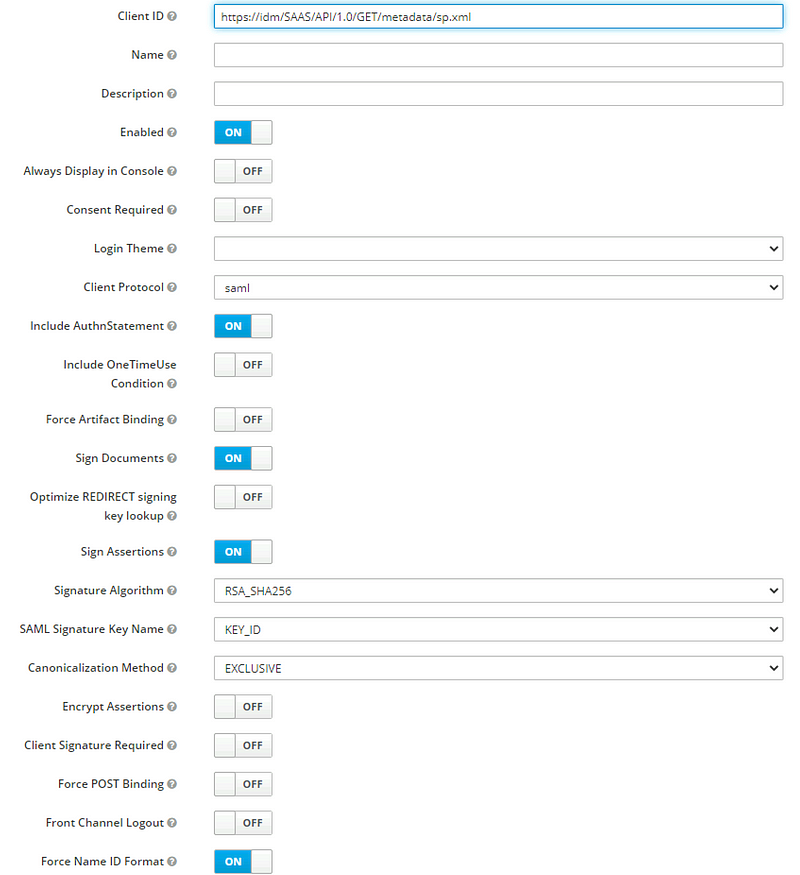 Client ID https://idm/SAAS/API/1.0/GET/metadata/sp.xml
Name
Description
Enabled ON
Always Display in Console OFF
Consent Required OFF
Login Theme
Client Protocol saml
Include AuthnStatement ON
Include OneTimeUse OFF
Condition
Force Artifact Binding OFF
Sign Documents ON
Optimize REDIRECT signing OFF
key lookup
Sign Assertions ON
Signature Algorithm RSA_SHA256
SAML Signature Key Name KEY_ID
Canonicalization Method EXCLUSIVE
Encrypt Assertions OFF
Client Signature Required OFF
Force POST Binding OFF
Front Channel Logout OFF
Force Name ID Format ON